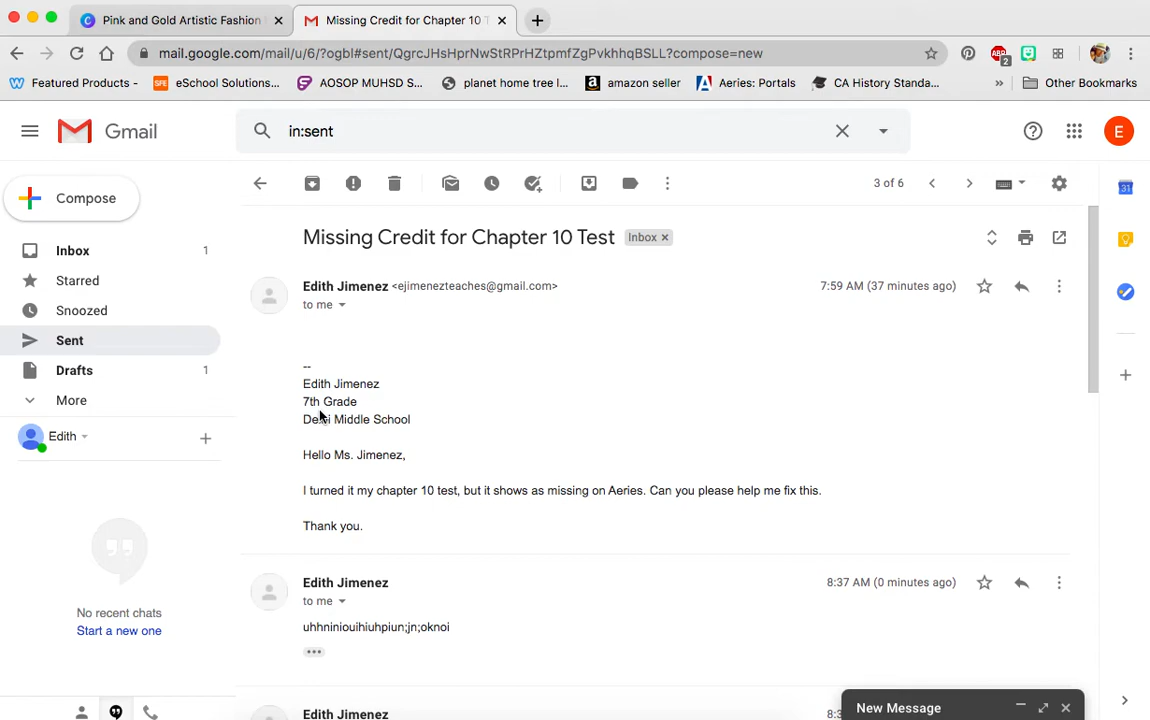 Pink and Gold Artistic Fashion
Missing Credit for Chapter 10 T
mail.google.com/mail/u/6/?ogbl#sent/QgrcJHsHprNwStRPrHZtpmfZgPvkhhqBSLL?compose=new
ABP
2
Featured Products -
SFE
eSchool Solutions...
AOSOP MUHSD S...
planet home tree l...
a
amazon seller
Aeries: Portals
CA History Standa...
»
Other Bookmarks
Gmail
in:sent
E
Compose
3 of 6
31
Inbox 1
Starred
Snoozed
Sent
Drafts 1
More
Edith
Missing Credit for Chapter 10 Test
Inbox x
Edith Jimenez <ejimenezteaches@gmail.com>
7:59 AM (37 minutes ago)
to me
--
Edith Jimenez
7th Grade
Middle School
Hello Ms. Jimenez,
I turned it my chapter 10 test, but it shows as missing on Aeries. Can you please help me fix this.
Thank you.
Edith Jimenez
8:37 AM (0 minutes ago)
to me
uhhniniouihiuhpiun;jn;oknoi
...
Edith Jimenez
No recent chats
Start a new one
New Message